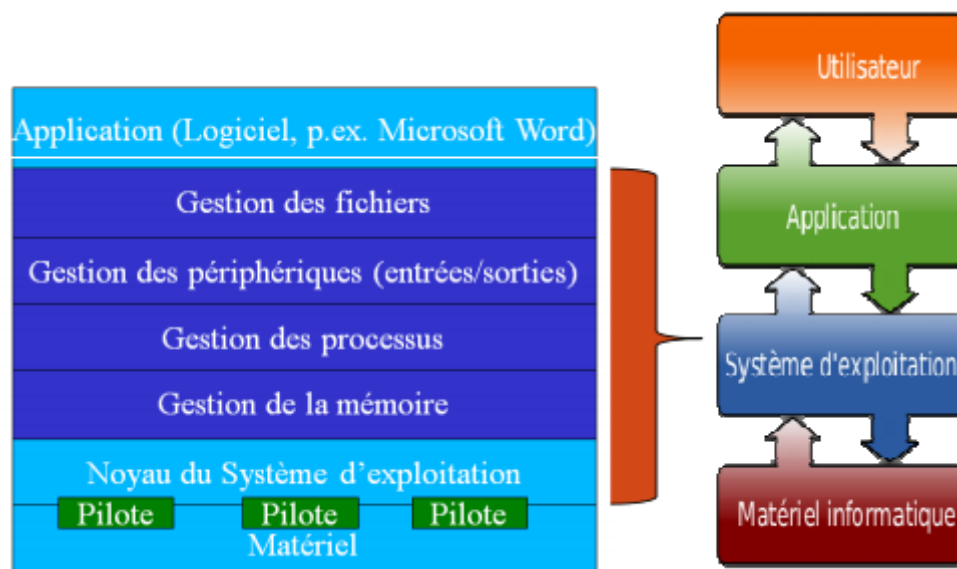 Application (Logiciel, p.ex. Microsoft Word)
Gestion des fichiers
Gestion des périphériques (entrées/sorties)
Gestion des processus
Gestion de la mémoire
Noyau du Système d’exploitation
Pilote Pilote Pilote
Matériel
Utilisateur
Application
Système d'exploitation
Matériel informatique